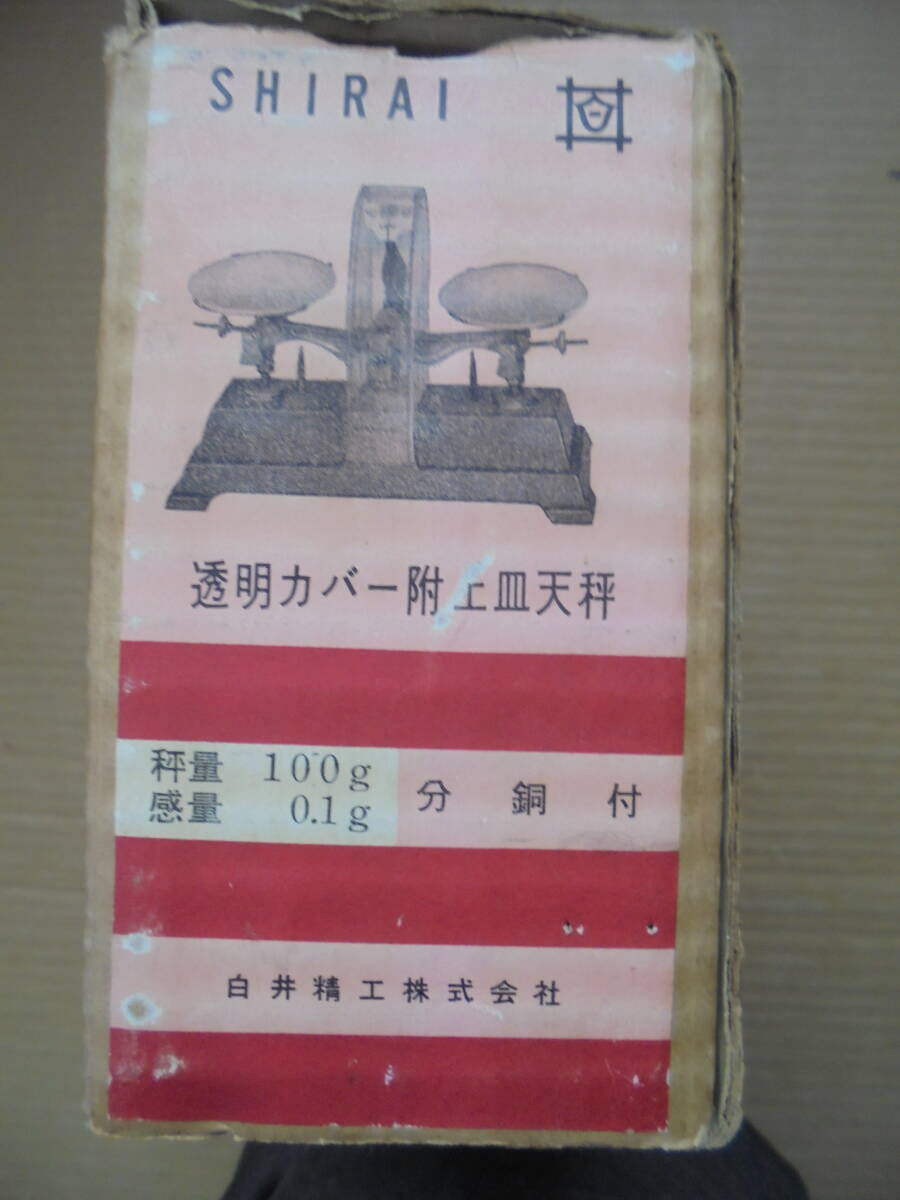 SHIRAI
透明カバー附上皿天秤
秤量 100g
感量 0.1g
分銅付
白井精工株式会社